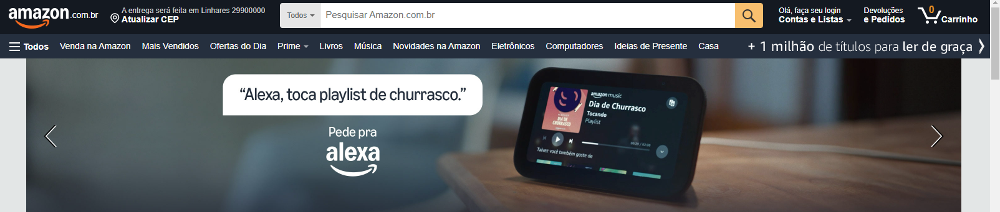 amazon.com.br
A entrega será feita em Linhares 29900000
Atualizar CEP
Todos
Pesquisar Amazon.com.br
Olá, faça seu login
Contas e Listas
Devoluções
e Pedidos
0
Carrinho
Todos
Venda na Amazon
Mais Vendidos
Ofertas do Dia
Prime
Livros
Música
Novidades na Amazon
Eletrônicos
Computadores
Ideias de Presente
Casa
+ 1 milhão de títulos para ler de graça
“Alexa, toca playlist de churrasco.”
Pede pra
alexa
amazon music
Dia de Churrasco
Tocando
Playlist
PLAYLIST
DIA DE
CHURRASCO
Talvez você também goste de